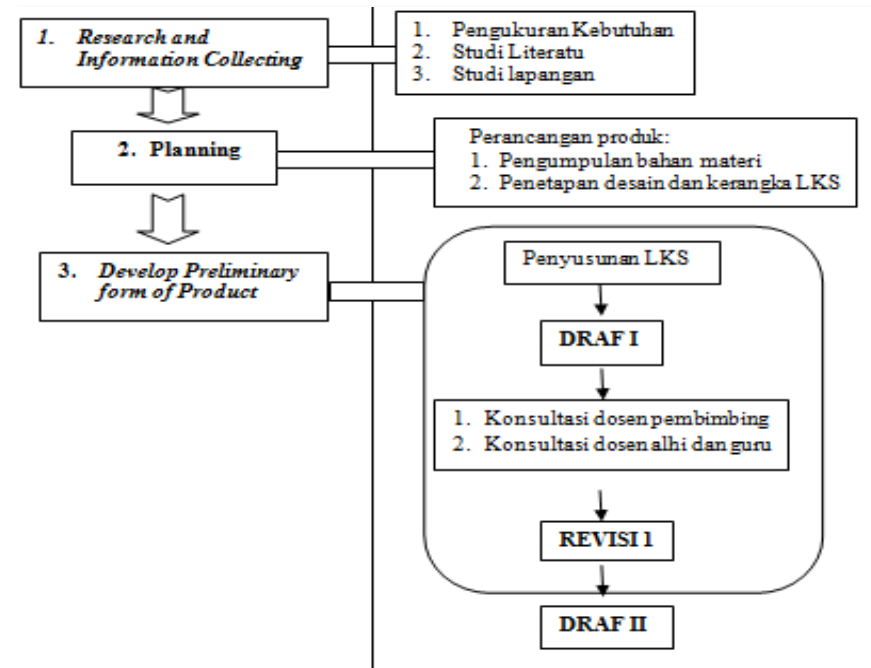 1. Research and
Information Collecting
1. Pengukuran Kebutuhan
2. Studi Literatu
3. Studi lapangan
2. Planning
Perancangan produk:
1. Pengumpulan bahan materi
2. Penetapan desain dan kerangka LKS
3. Develop Preliminary
form of Product
Penyusunan LKS
DRAF I
1. Konsultasi dosen pembimbing
2. Konsultasi dosen alhi dan guru
REVISI 1
DRAF II